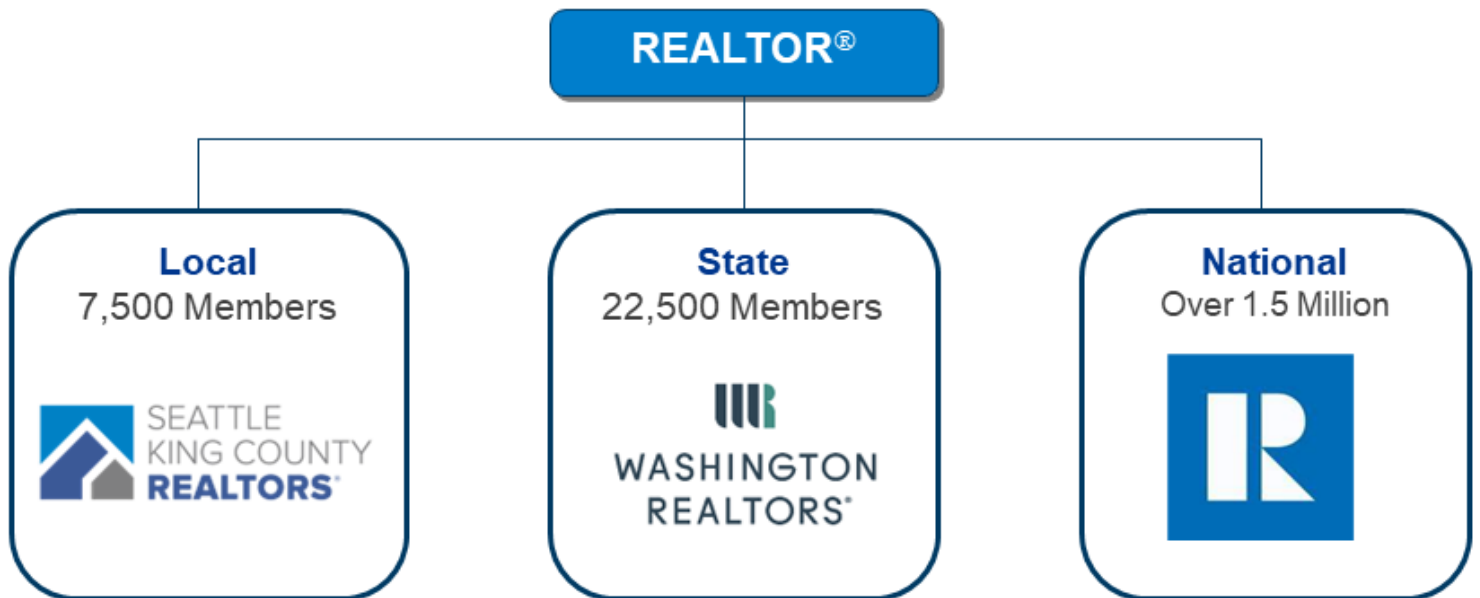 REALTOR®
Local
7,500 Members
SEATTLE
KING COUNTY
REALTORS®
State
22,500 Members
WR
WASHINGTON
REALTORS®
National
Over 1.5 Million
R